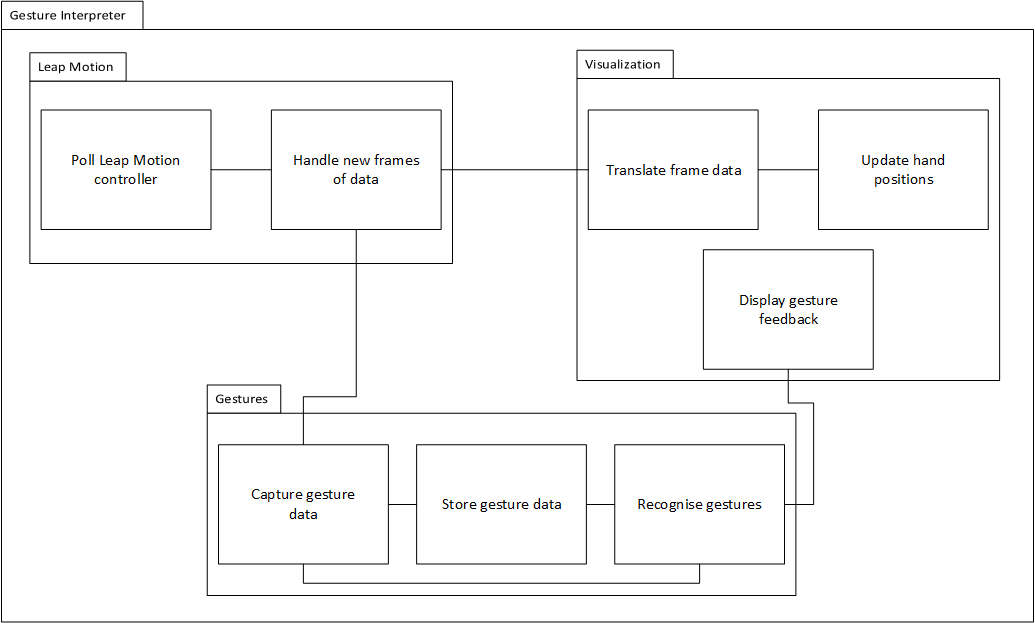 Gesture Interpreter
Leap Motion
Poll Leap Motion
controller
Handle new frames
of data
Visualization
Translate frame data
Update hand
positions
Display gesture
feedback
Gestures
Capture gesture
data
Store gesture data
Recognise gestures